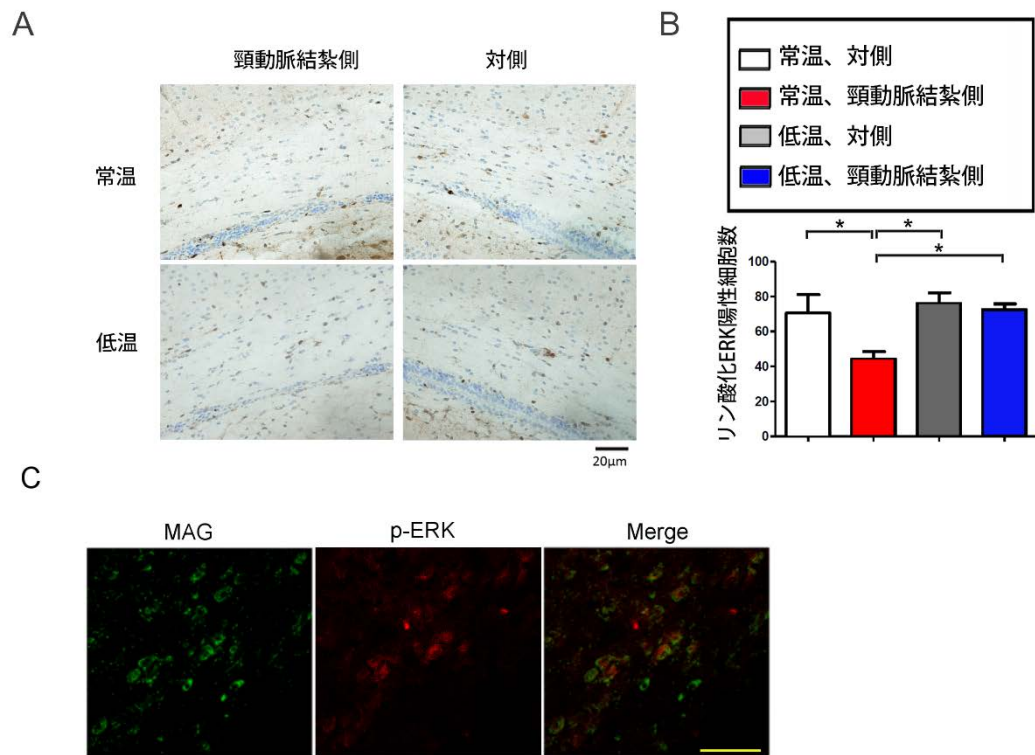 A
頸動脈結紮側 対側
常温
低温
20μm
B
常温、対側
常温、頸動脈結紮側
低温、対側
低温、頸動脈結紮側
* *
*
リン酸化ERK陽性細胞数
100
80
60
40
20
0
C
MAG p-ERK Merge